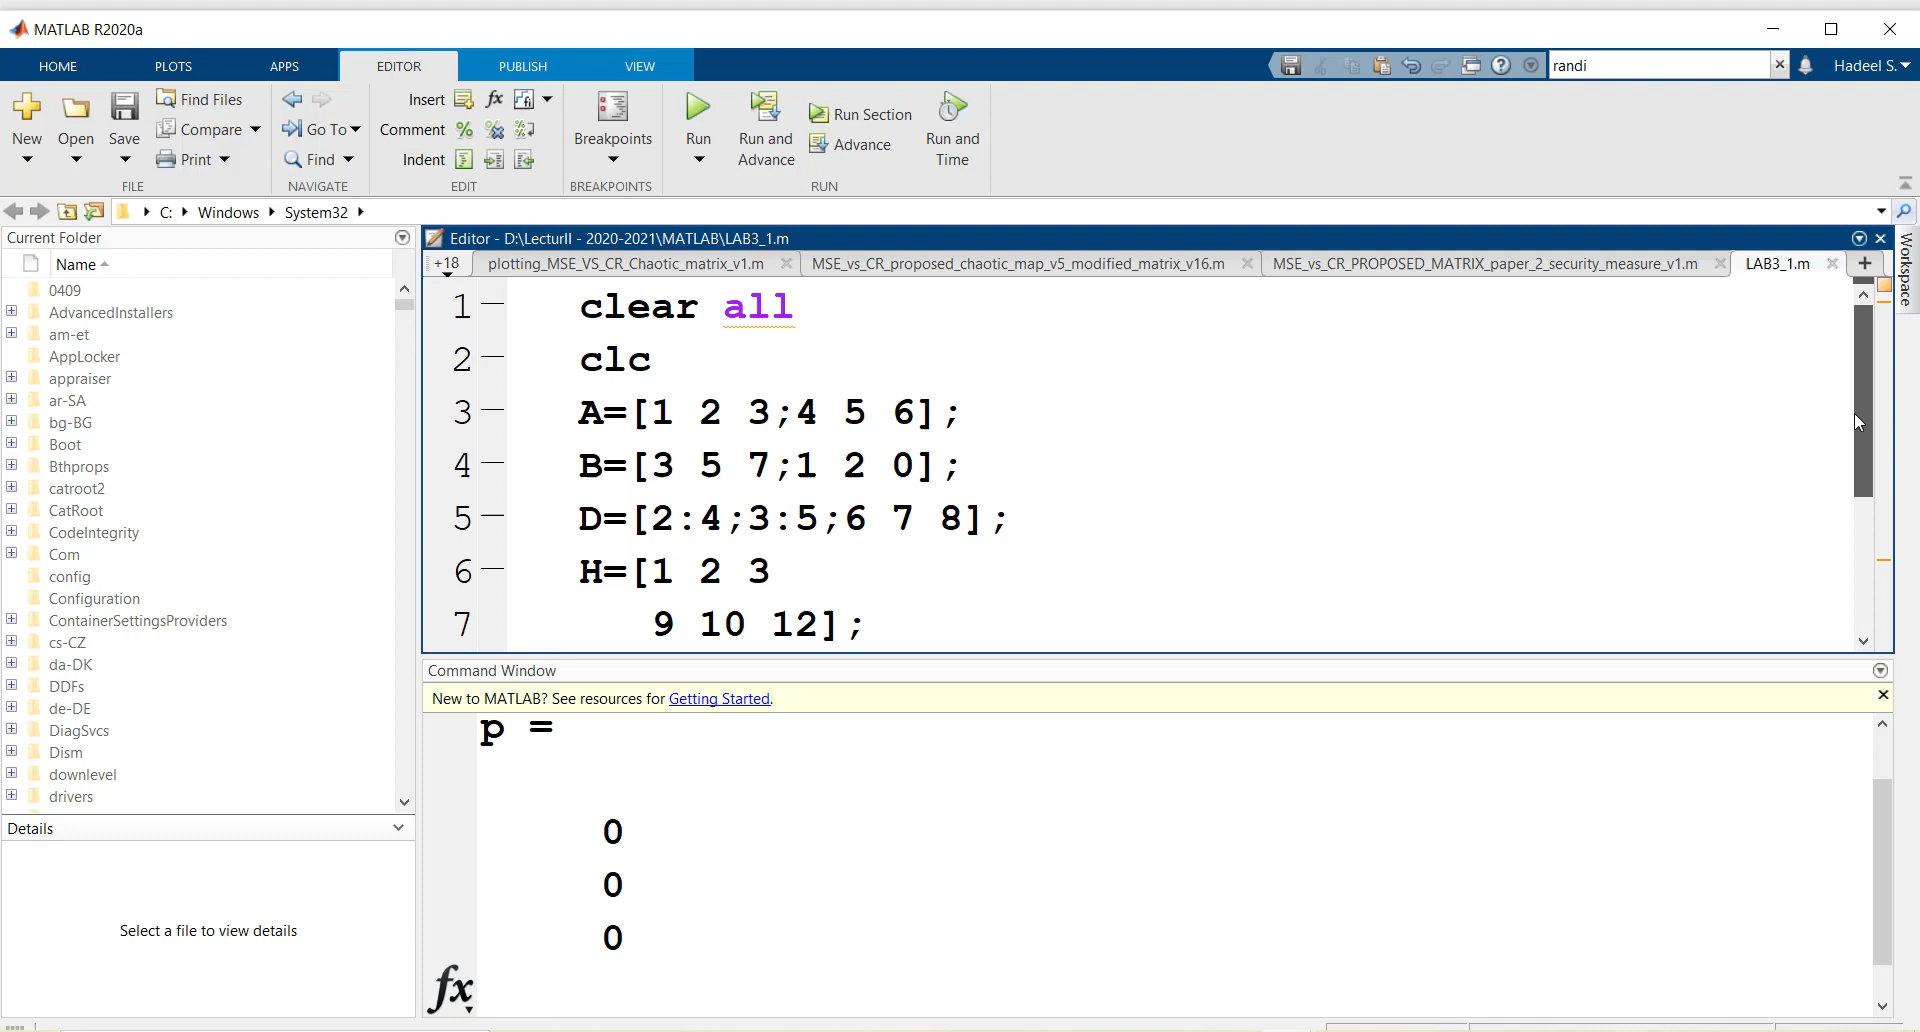 MATLAB R2020a
HOME PLOTS APPS EDITOR PUBLISH VIEW randi Hadeel S.
New Open Save Find Files Compare Print
FILE
Go To Find
NAVIGATE
Insert fx
Comment
Indent
EDIT
Breakpoints
BREAKPOINTS
Run Run and Advance Run Section Advance Run and Time
RUN
C: Windows System32
Current Folder
Name
0409
AdvancedInstallers
am-et
AppLocker
appraiser
ar-SA
bg-BG
Boot
Bthprops
catroot2
CatRoot
CodeIntegrity
Com
config
Configuration
ContainerSettingsProviders
cs-CZ
da-DK
DDFs
de-DE
DiagSvcs
Dism
downlevel
drivers
Details
Select a file to view details
Editor - D:\LecturII - 2020-2021\MATLAB\LAB3_1.m
+18 plotting_MSE_VS_CR_Chaotic_matrix_v1.m MSE_vs_CR_proposed_chaotic_map_v5_modified_matrix_v16.m MSE_vs_CR_PROPOSED_MATRIX_paper_2_security_measure_v1.m LAB3_1.m
1 clear all
2 clc
3 A=[1 2 3;4 5 6];
4 B=[3 5 7;1 2 0];
5 D=[2:4;3:5;6 7 8];
6 H=[1 2 3
7 9 10 12];
Command Window
New to MATLAB? See resources for Getting Started.
p =
0
0
0
fx
Workspace